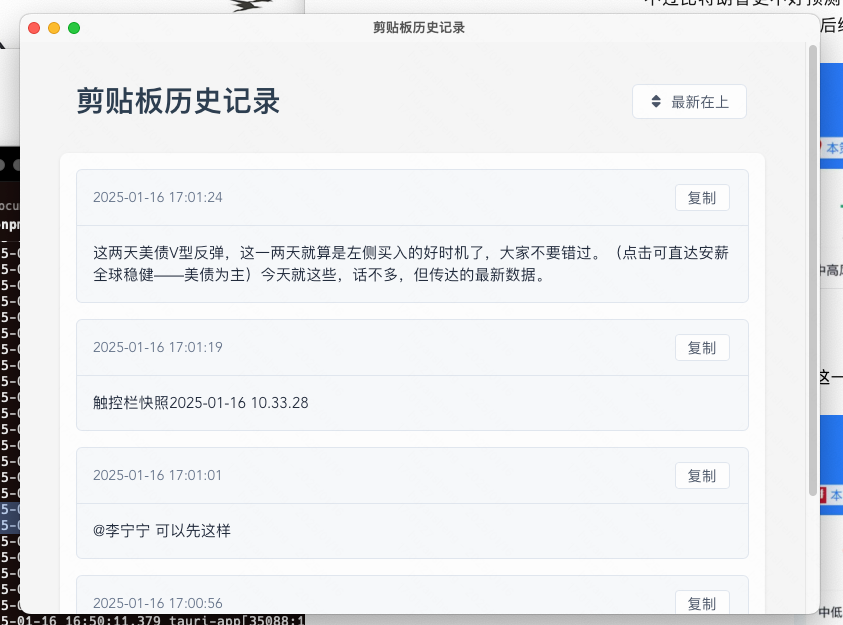 剪贴板历史记录
剪贴板历史记录
最新在上
2025-01-16 17:01:24
复制
这两天美债V型反弹，这一两天就算是左侧买入的好时机了，大家不要错过。（点击可直达安薪
全球稳健——美债为主）今天就这些，话不多，但传达的最新数据。
2025-01-16 17:01:19
复制
触控栏快照2025-01-16 10.33.28
2025-01-16 17:01:01
复制
@李宁宁 可以先这样
2025-01-16 17:00:56
复制
5-01-16 16:50:11.379 tauri-app[35088:1
后续
本
中高
这一
本
中低